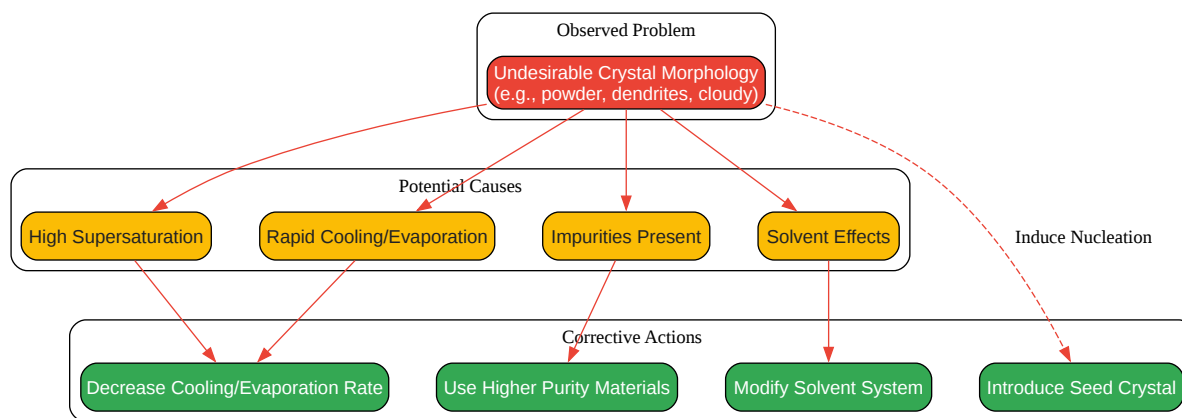 Observed Problem
Undesirable Crystal Morphology
(e.g., powder, dendrites, cloudy)
Potential Causes
High Supersaturation
Rapid Cooling/Evaporation
Impurities Present
Solvent Effects
Induce Nucleation
Corrective Actions
Decrease Cooling/Evaporation Rate
Use Higher Purity Materials
Modify Solvent System
Introduce Seed Crystal